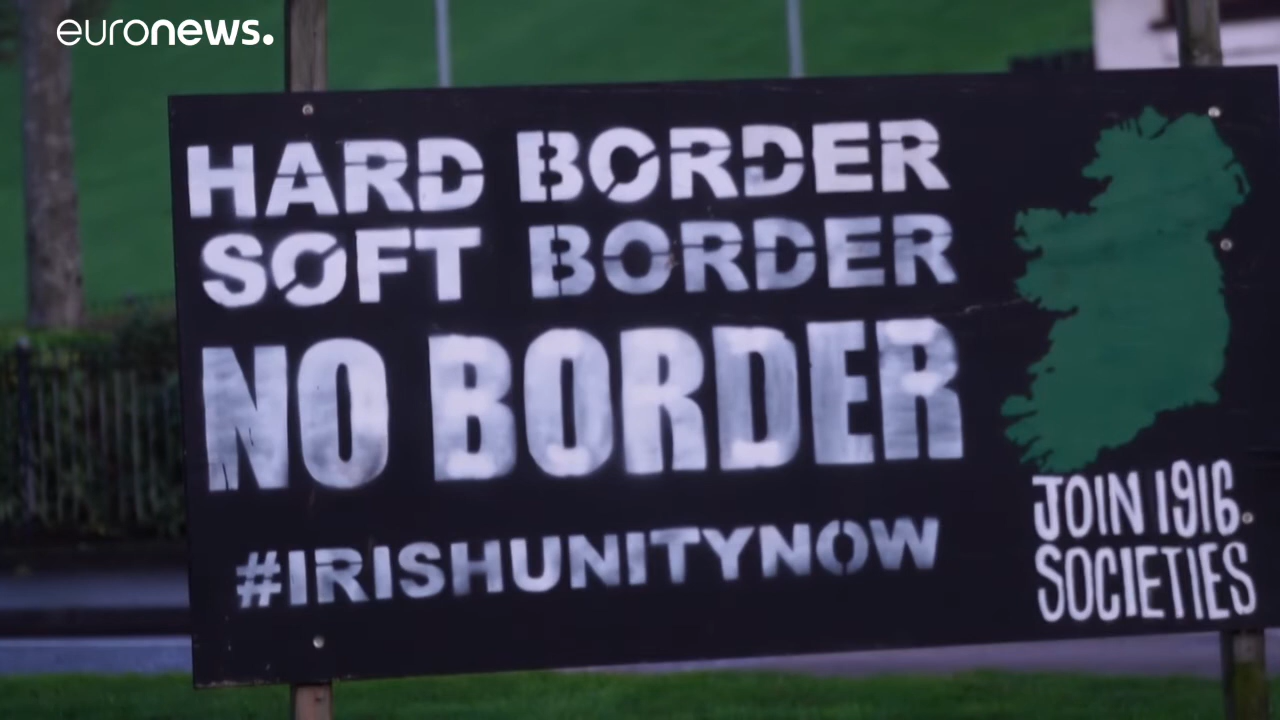 euronews.
HARD BORDER
SOFT BORDER
NO BORDER
#IRISHUNITYNOW
JOIN 1916
SOCIETIES